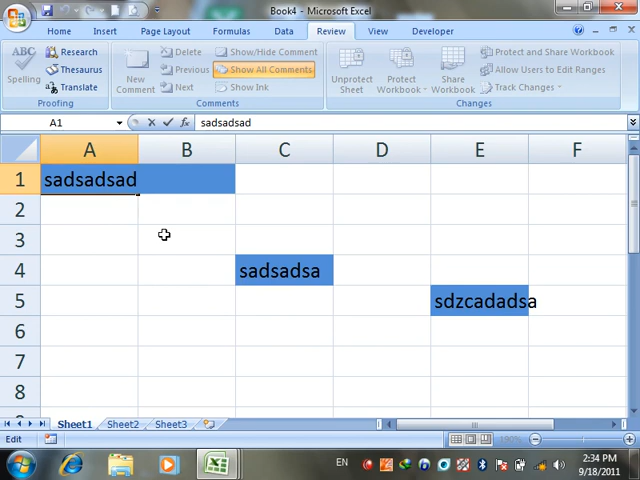 Book4 - Microsoft Excel
Home Page Layout Formulas Data Review View Developer
ABC Spelling
Research
Thesaurus
Translate
Proofing
New Comment
Delete
Previous
Next
Show/Hide Comment
Show All Comments
Show Ink
Comments
Unprotect Sheet
Protect Workbook
Share Workbook
Protect and Share Workbook
Allow Users to Edit Ranges
Track Changes
Changes
A1 fx sadsadsad
A B C D E F
1 sadsadsad
2
3
4 sadsadsa
5 sdzcadadsa
6
7
8
Sheet1 Sheet2 Sheet3
Edit 190%
EN 2:34 PM
9/18/2011